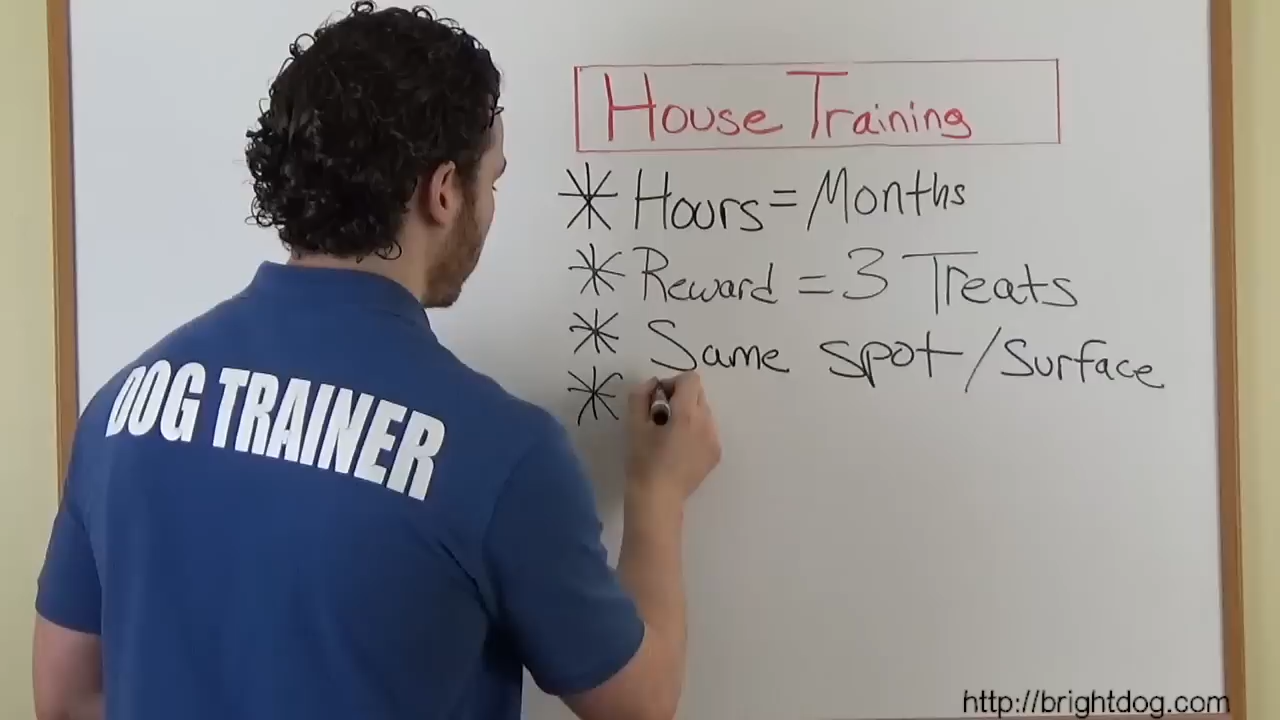 House Training
* Hours = Months
* Reward = 3 Treats
* Same spot / Surface
*
DOG TRAINER
http://brightdog.com